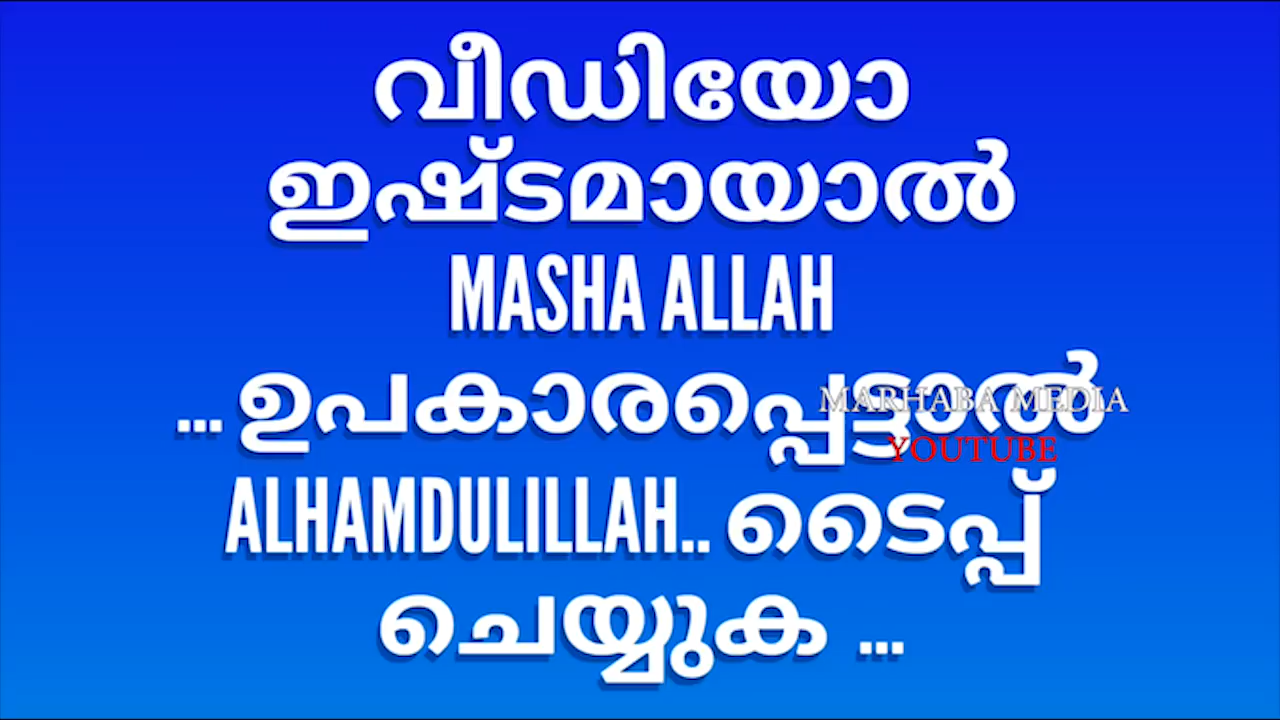 വീഡിയോ
ഇഷ്ടമായാൽ
MASHA ALLAH
... ഉപകാരപ്പെട്ടാൽ
MARHABA MEDIA
YOUTUBE
ALHAMDULILLAH.. ടൈപ്പ്
ചെയ്യുക ...